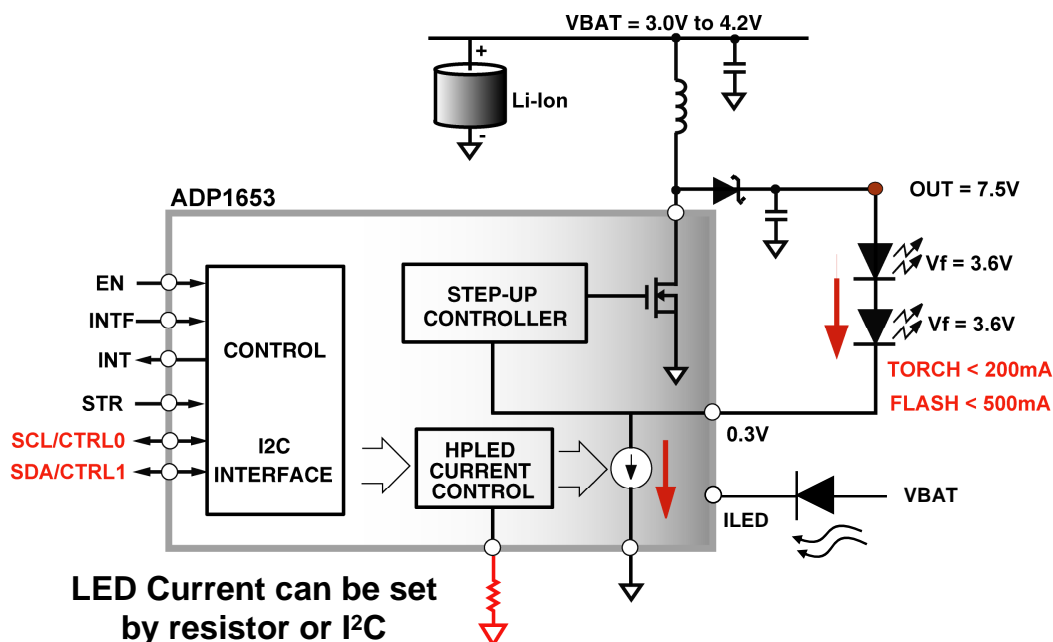 VBAT = 3.0V to 4.2V
+
Li-Ion
-
ADP1653
OUT = 7.5V
EN
INTF
INT
STR
SCL/CTRL0
SDA/CTRL1
CONTROL
I2C
INTERFACE
STEP-UP
CONTROLLER
Vf = 3.6V
Vf = 3.6V
TORCH < 200mA
FLASH < 500mA
0.3V
HPLED
CURRENT
CONTROL
ILED
VBAT
LED Current can be set
by resistor or I²C